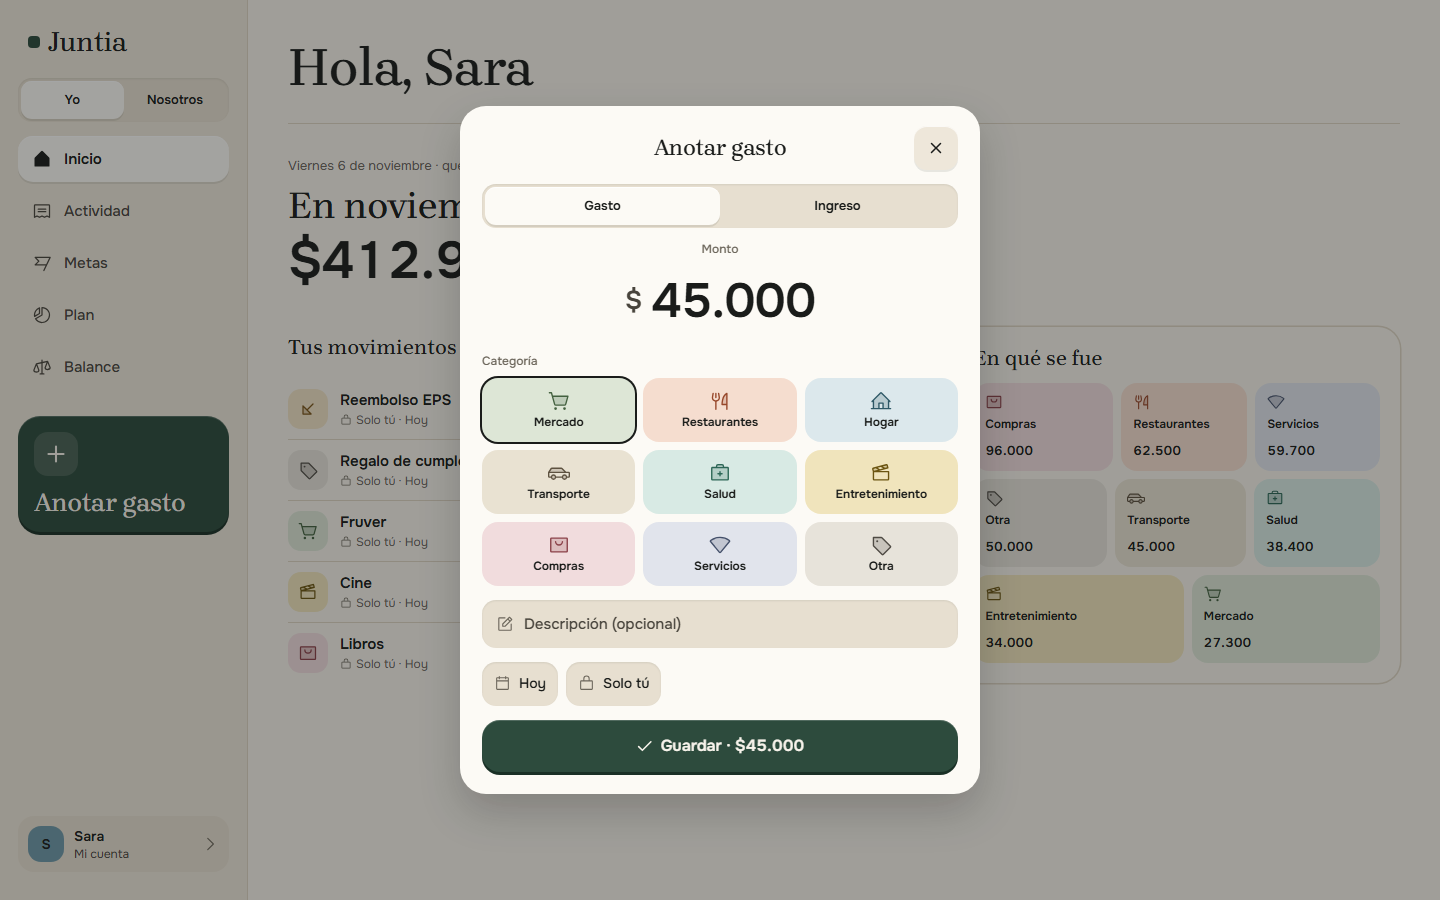 Juntia
Yo
Nosotros
Inicio
Actividad
Metas
Plan
Balance
Anotar gasto
Sara
Mi cuenta
S
Hola, Sara
Viernes 6 de noviembre
En noviem
$412.9
Tus movimientos
Reembolso EPS
Solo tú · Hoy
Regalo de cumple
Solo tú · Hoy
Fruver
Solo tú · Hoy
Cine
Solo tú · Hoy
Libros
Solo tú · Hoy
Anotar gasto
Gasto
Ingreso
Monto
$ 45.000
Categoría
Mercado
Restaurantes
Hogar
Transporte
Salud
Entretenimiento
Compras
Servicios
Otra
Descripción (opcional)
Hoy
Solo tú
Guardar · $45.000
En qué se fue
Compras
96.000
Restaurantes
62.500
Servicios
59.700
Otra
50.000
Transporte
45.000
Salud
38.400
Entretenimiento
34.000
Mercado
27.300